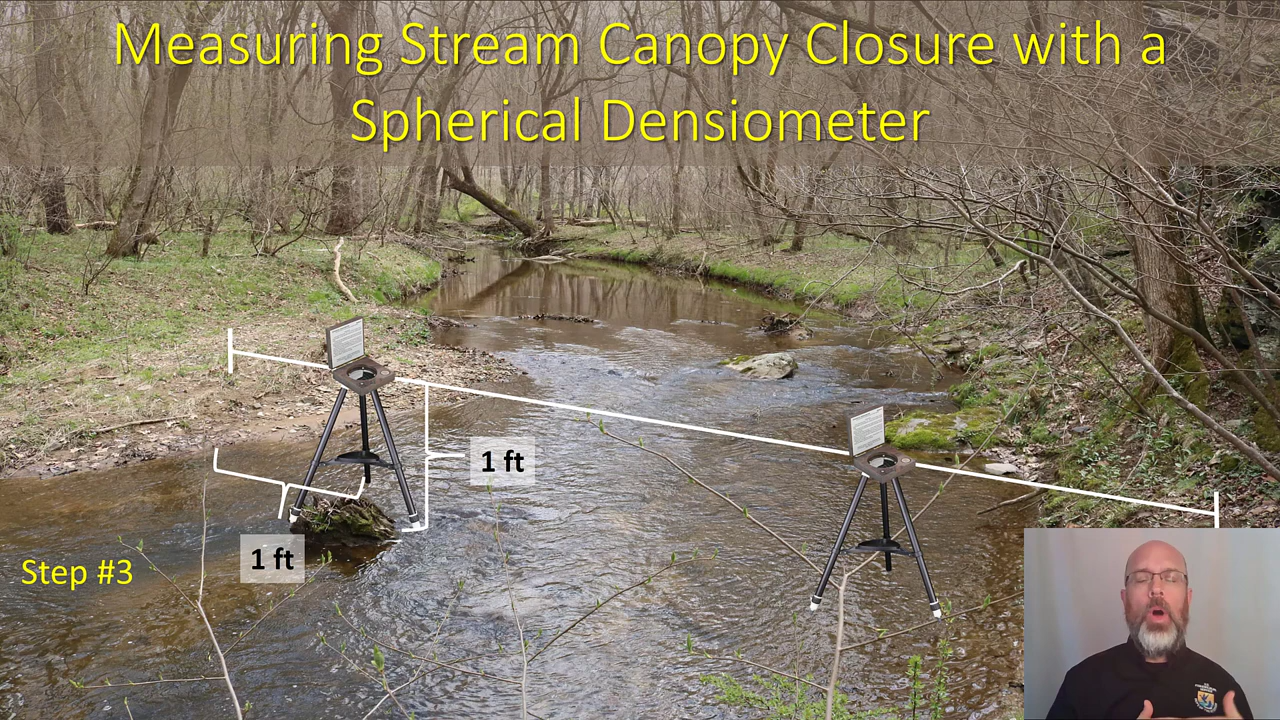 Measuring Stream Canopy Closure with a
Spherical Densiometer
1 ft
1 ft
Step #3